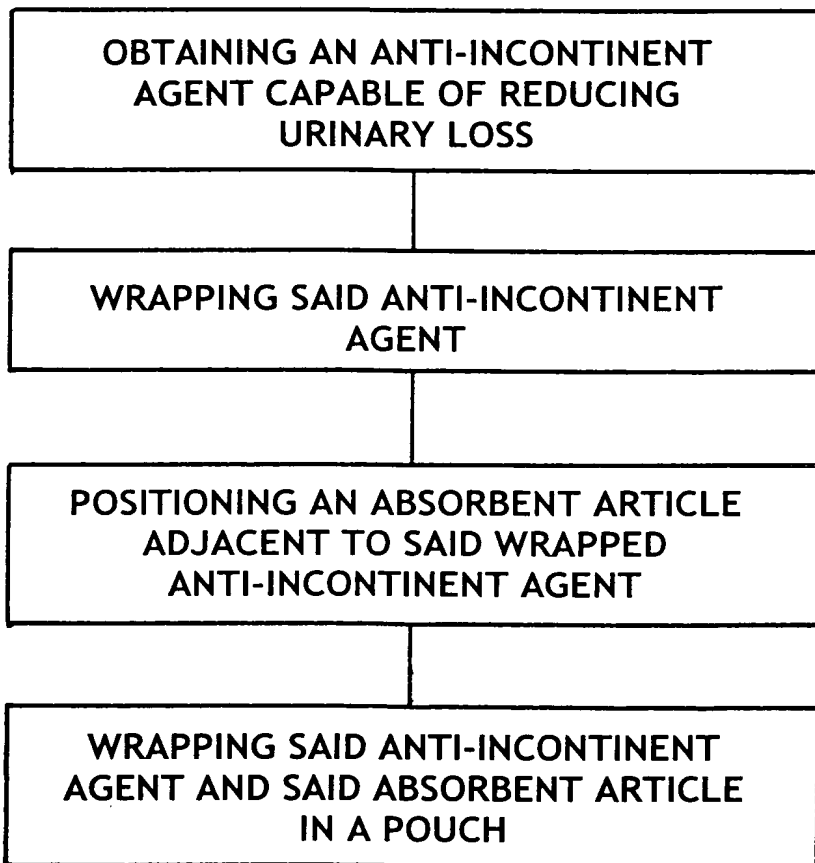 OBTAINING AN ANTI-INCONTINENT
AGENT CAPABLE OF REDUCING
URINARY LOSS
WRAPPING SAID ANTI-INCONTINENT
AGENT
POSITIONING AN ABSORBENT ARTICLE
ADJACENT TO SAID WRAPPED
ANTI-INCONTINENT AGENT
WRAPPING SAID ANTI-INCONTINENT
AGENT AND SAID ABSORBENT ARTICLE
IN A POUCH